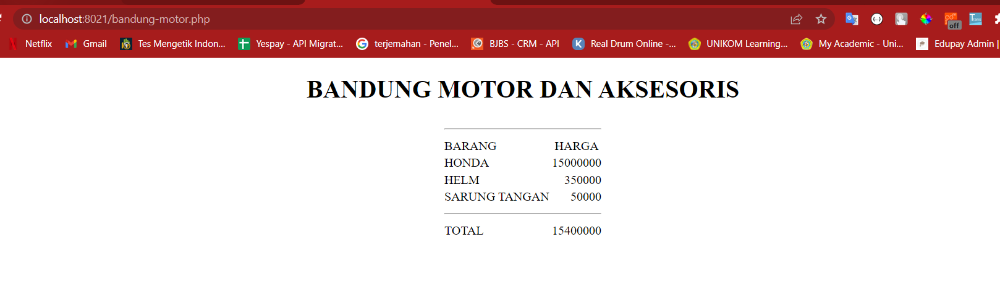 localhost:8021/bandung-motor.php
off
Netflix Gmail Tes Mengetik Indon... Yespay - API Migrat... terjemahan - Penel... BJBS - CRM - API Real Drum Online -... UNIKOM Learning... My Academic - Uni... Edupay Admin |
BANDUNG MOTOR DAN AKSESORIS
BARANG HARGA
HONDA 15000000
HELM 350000
SARUNG TANGAN 50000
TOTAL 15400000